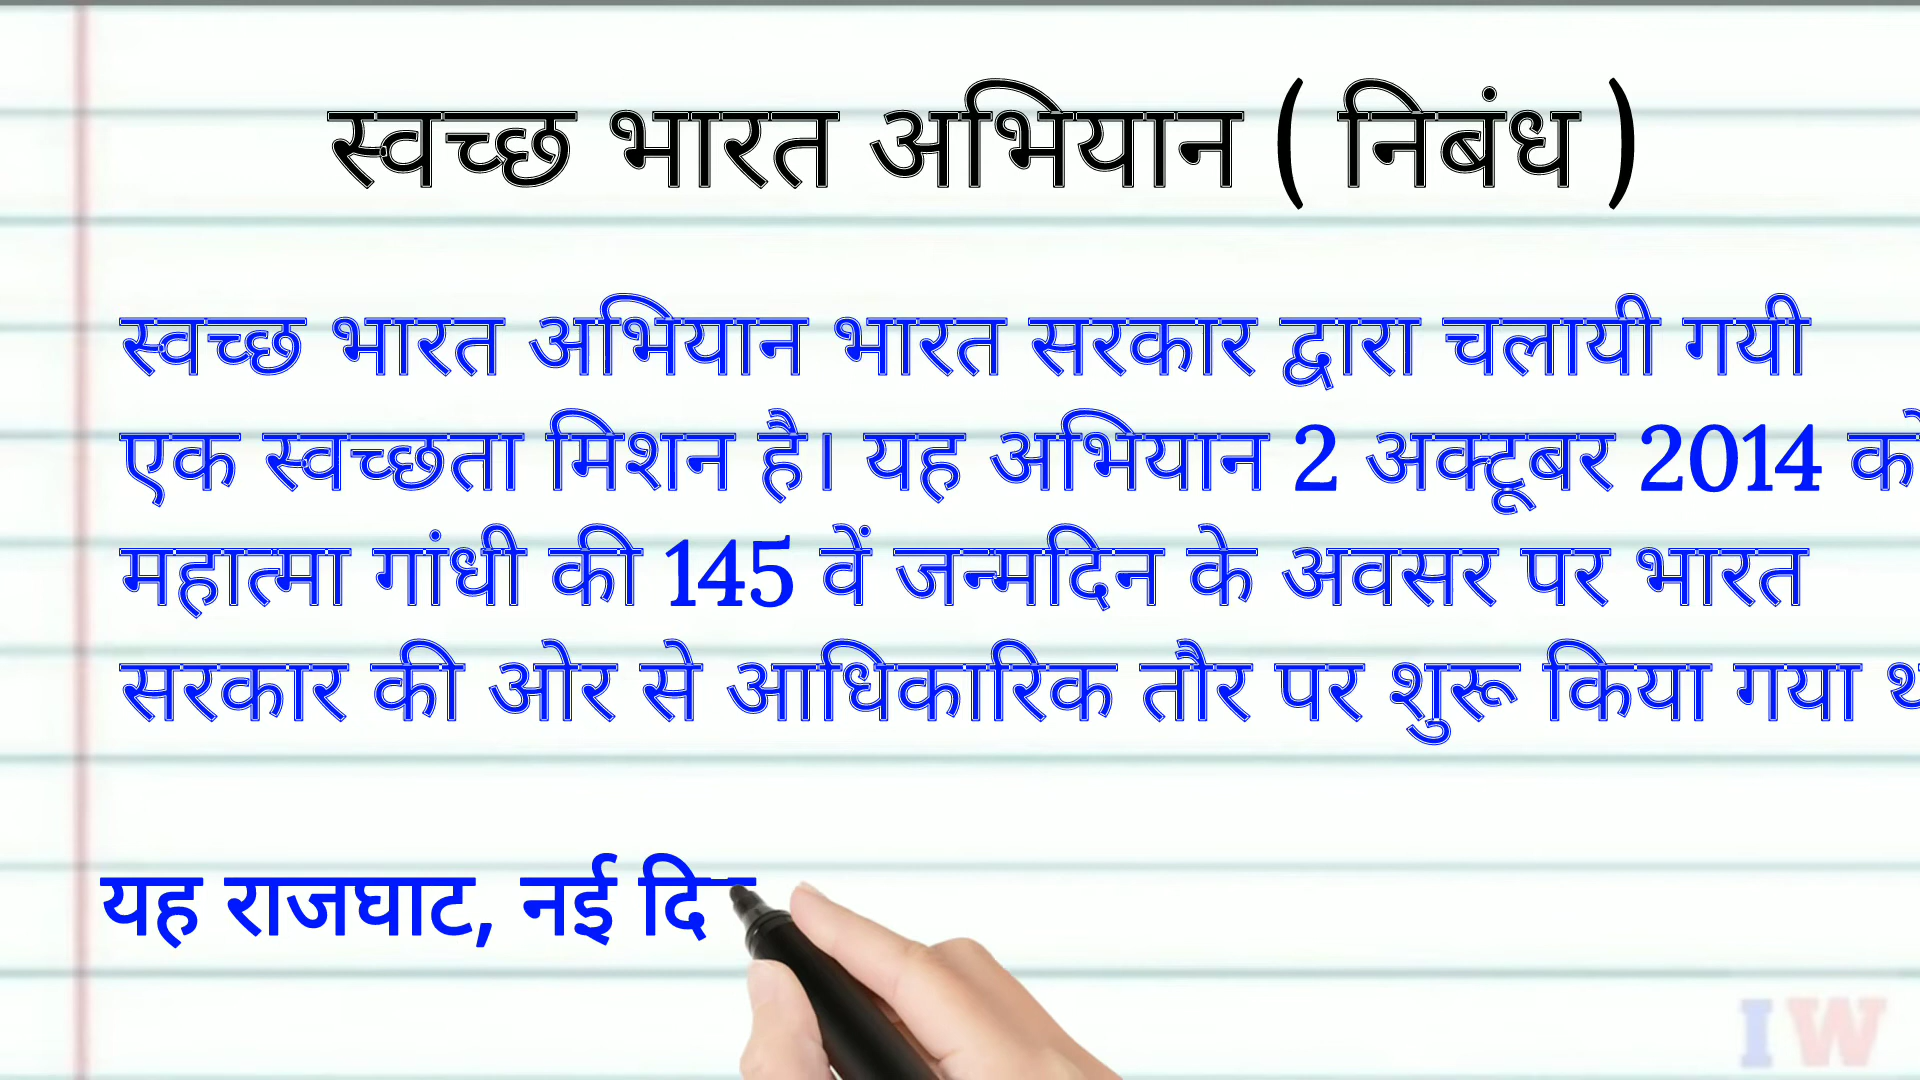 स्वच्छ भारत अभियान ( निबंध )
स्वच्छ भारत अभियान भारत सरकार द्वारा चलायी गयी
एक स्वच्छता मिशन है। यह अभियान 2 अक्टूबर 2014 को
महात्मा गांधी की 145 वें जन्मदिन के अवसर पर भारत
सरकार की ओर से आधिकारिक तौर पर शुरू किया गया
यह राजघाट, नई दि
IW